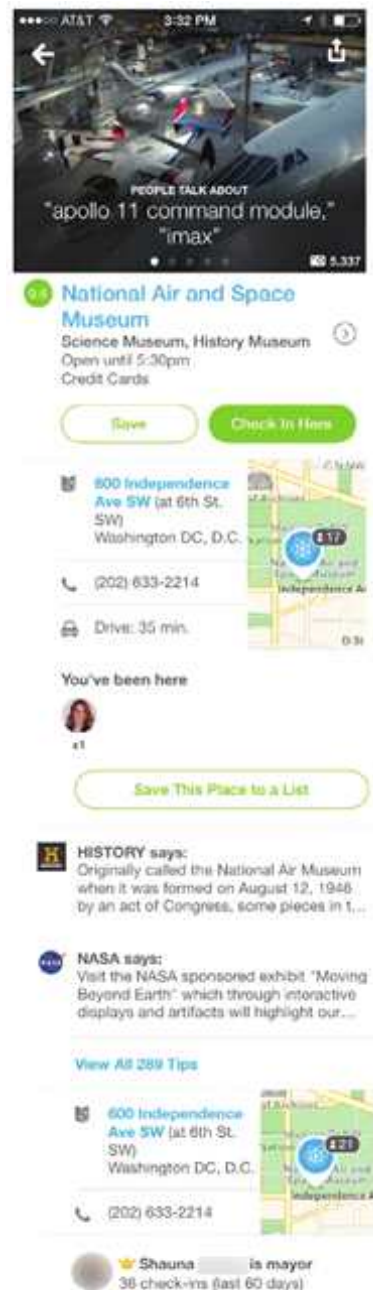 AT&T 3:32 PM
PEOPLE TALK ABOUT
"apollo 11 command module,"
"imax"
5,337
National Air and Space
Museum
Science Museum, History Museum
Open until 5:30pm
Credit Cards
Save
Check In Here
600 Independence
Ave SW (at 6th St.
SW)
Washington DC, D.C.
17
Independence A
(202) 633-2214
Drive: 35 min.
D St
You've been here
x1
Save This Place to a List
HISTORY says:
Originally called the National Air Museum
when it was formed on August 12, 1946
by an act of Congress, some pieces in t...
NASA says:
Visit the NASA sponsored exhibit "Moving
Beyond Earth" which through interactive
displays and artifacts will highlight our...
View All 289 Tips
600 Independence
Ave SW (at 6th St.
SW)
Washington DC, D.C.
21
Independence A
(202) 633-2214
Shauna is mayor
36 check-ins (last 60 days)